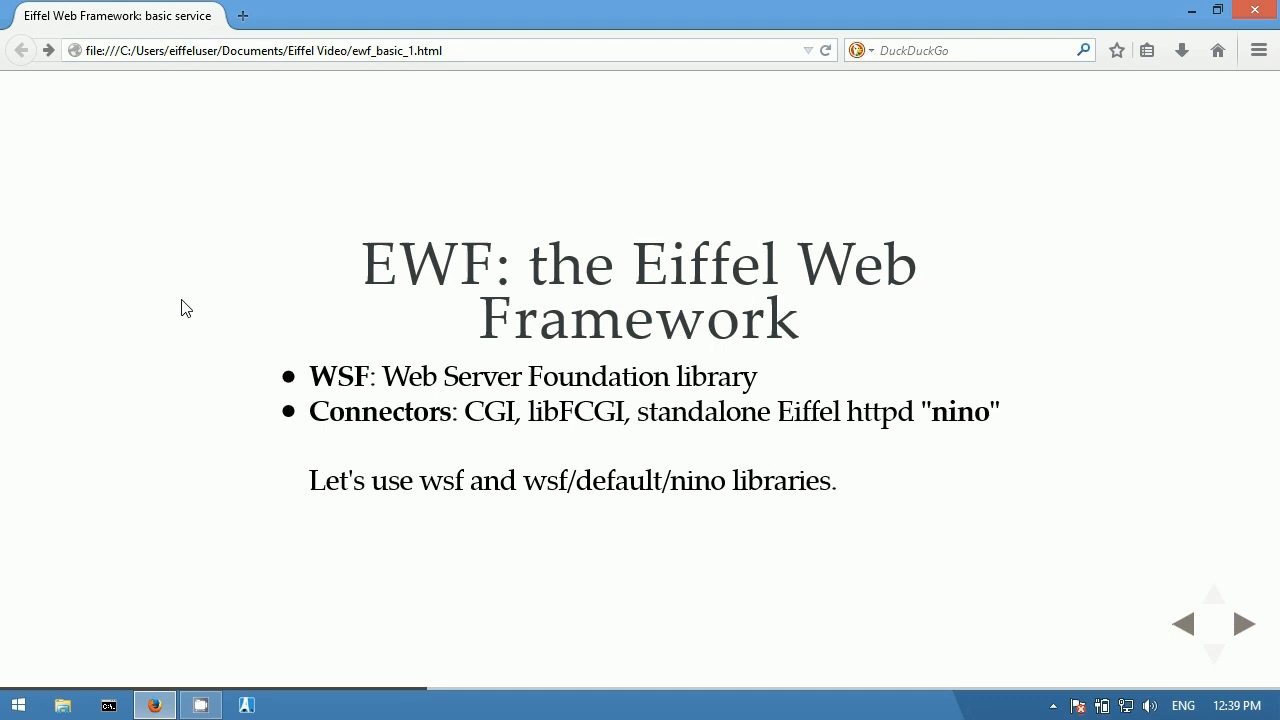 Eiffel Web Framework: basic service
file:///C:/Users/eiffeluser/Documents/Eiffel Video/ewf_basic_1.html
DuckDuckGo
EWF: the Eiffel Web
Framework
● WSF: Web Server Foundation library
● Connectors: CGI, libFCGI, standalone Eiffel httpd "nino"
Let's use wsf and wsf/default/nino libraries.
ENG
12:39 PM